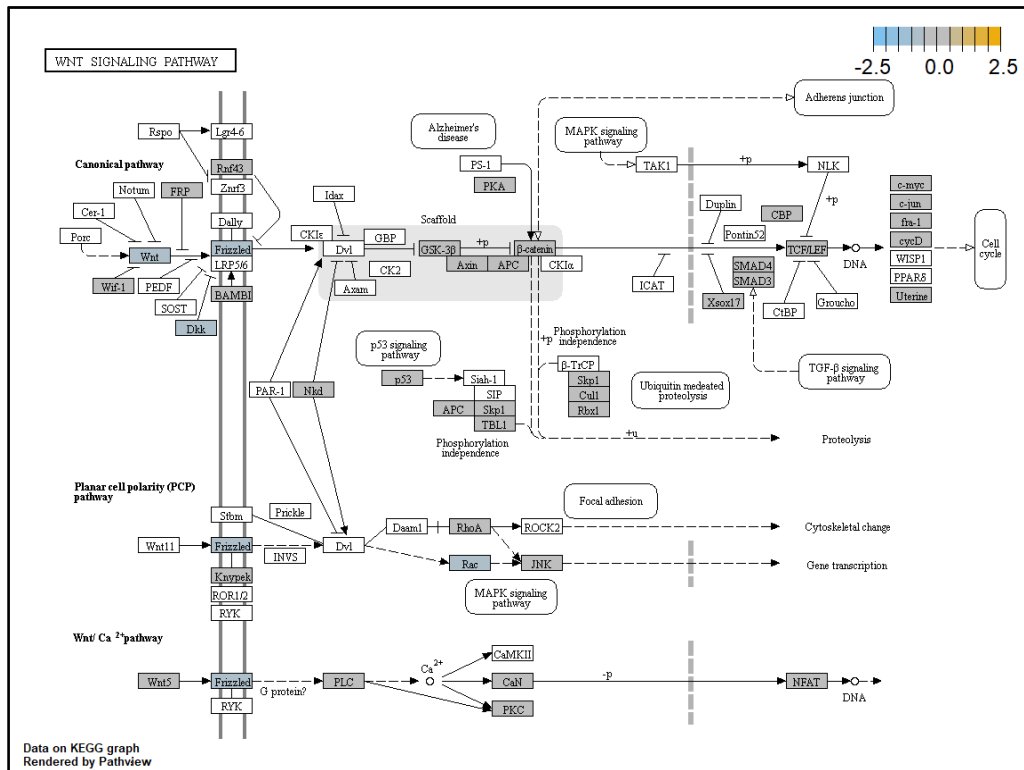 WNT SIGNALING PATHWAY
-2.5 0.0 2.5
Adherens junction
Rspo
Lgr4-6
Alzheimer's
disease
MAPK signaling
pathway
Canonical pathway
Rnf43
PS-1
TAK1
+p
NLK
Notum
FRP
Znrf3
PKA
c-myc
Cer-1
Idax
Duplin
CBP
+p
c-jun
Porc
Dally
Scaffold
fra-1
CKIε
GBP
Pontin52
cycD
Cell
cycle
Wnt
Frizzled
Dvl
GSK-3β
+p
β-catenin
TCF/LEF
DNA
LRP5/6
CK2
Axin
APC
CKIα
WISP1
Wif-1
PEDF
BAMBI
Axam
ICAT
SMAD4
SMAD3
PPARδ
SOST
Xsox17
CtBP
Groucho
Uterine
Dkk
p53 signaling
pathway
+p
Phosphorylation
independence
β-TrCP
TGF-β signaling
pathway
PAR-1
Nkd
p53
Siah-1
SIP
Skp1
Cul1
Rbx1
Ubiquitin medeated
proteolysis
APC
Skp1
TBL1
+u
Proteolysis
Phosphorylation
independence
Planar cell polarity (PCP)
pathway
Stbm
Prickle
Focal adhesion
Daam1
RhoA
ROCK2
Cytoskeletal change
Wnt11
Frizzled
INVS
Dvl
Rac
JNK
Gene transcription
Knypek
ROR1/2
RYK
MAPK signaling
pathway
Wnt/ Ca 2+pathway
CaMKII
Ca2+
Wnt5
Frizzled
G protein?
PLC
CaN
-p
NFAT
DNA
RYK
PKC
Data on KEGG graph
Rendered by Pathview